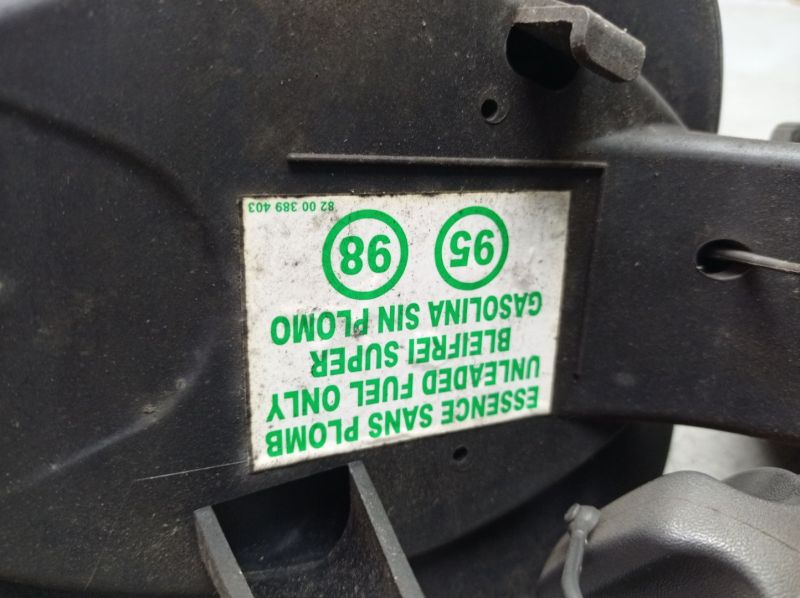 ESSENCE SANS PLOMB
UNLEADED FUEL ONLY
BLEIFREI SUPER
GASOLINA SIN PLOMO
95 98
82 00 389 403